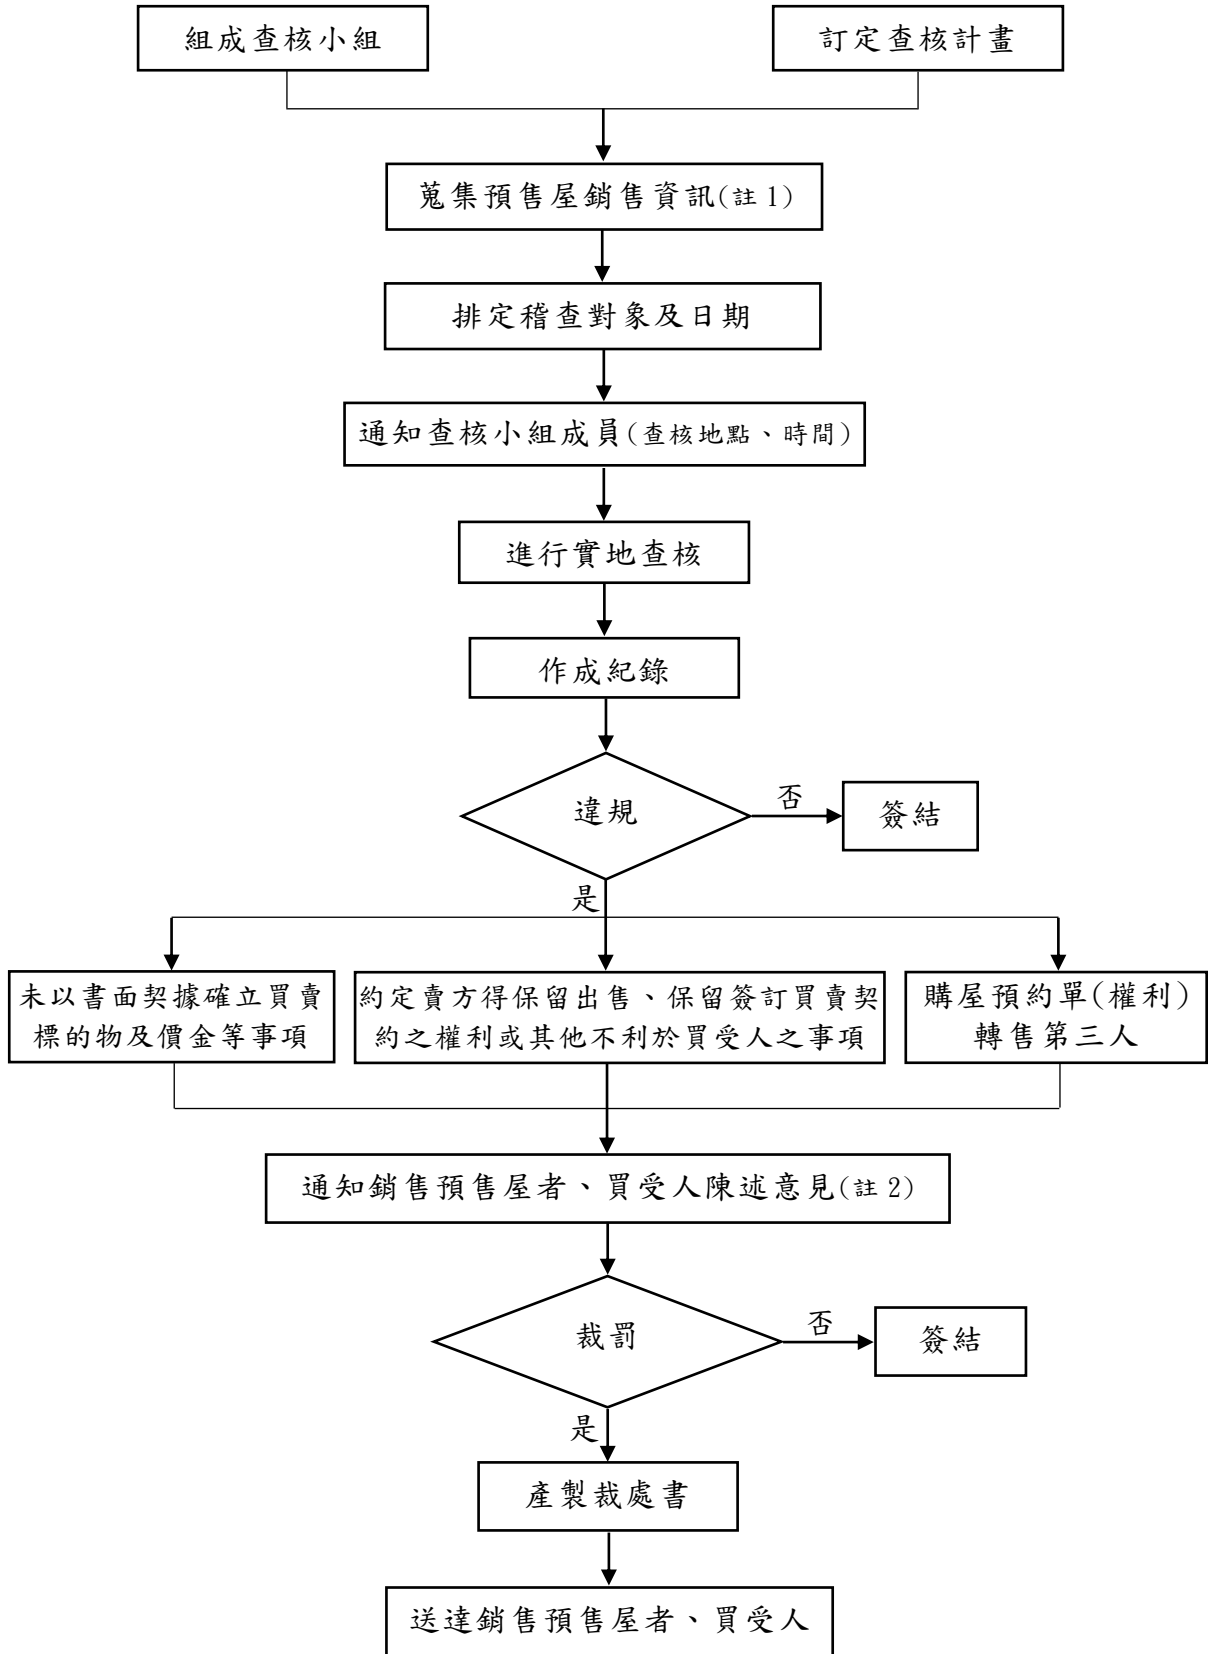 組成查核小組
訂定查核計畫
蒐集預售屋銷售資訊(註1)
排定稽查對象及日期
通知查核小組成員(查核地點、時間)
進行實地查核
作成紀錄
違規
否
簽結
是
未以書面契據確立買賣
標的物及價金等事項
約定賣方得保留出售、保留簽訂買賣契
約之權利或其他不利於買受人之事項
購屋預約單(權利)
轉售第三人
通知銷售預售屋者、買受人陳述意見(註2)
裁罰
否
簽結
是
產製裁處書
送達銷售預售屋者、買受人